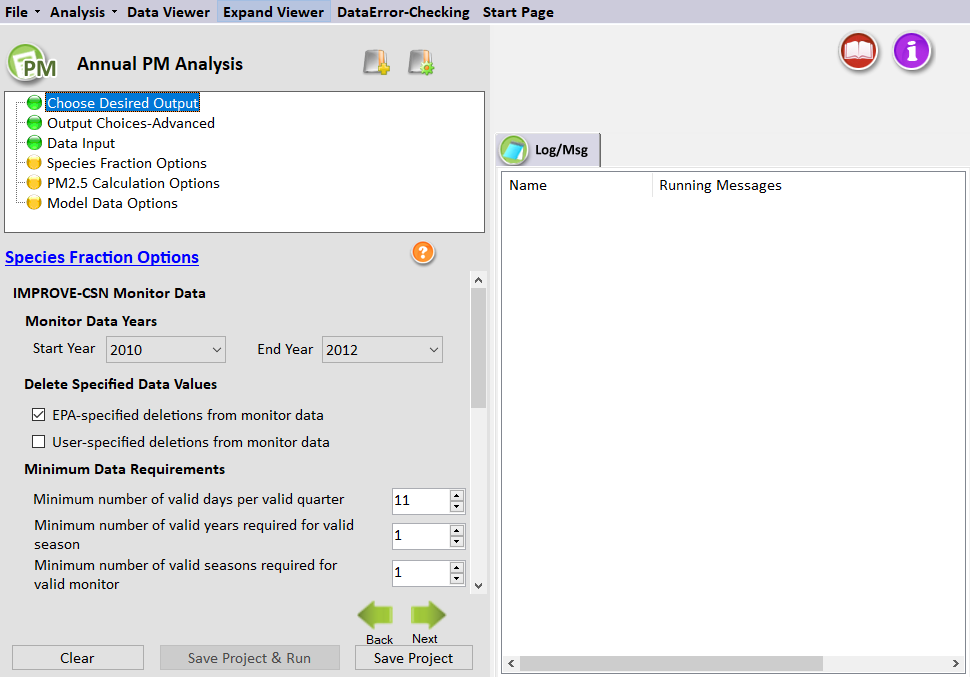 File Analysis Data Viewer Expand Viewer DataError-Checking Start Page
PM
Annual PM Analysis
Choose Desired Output
Output Choices-Advanced
Data Input
Species Fraction Options
PM2.5 Calculation Options
Model Data Options
Species Fraction Options
?
IMPROVE-CSN Monitor Data
Monitor Data Years
Start Year 2010 End Year 2012
Delete Specified Data Values
EPA-specified deletions from monitor data
User-specified deletions from monitor data
Minimum Data Requirements
Minimum number of valid days per valid quarter 11
Minimum number of valid years required for valid
season
1
Minimum number of valid seasons required for
valid monitor
1
Back Next
Clear Save Project & Run Save Project
i
Log/Msg
Name Running Messages